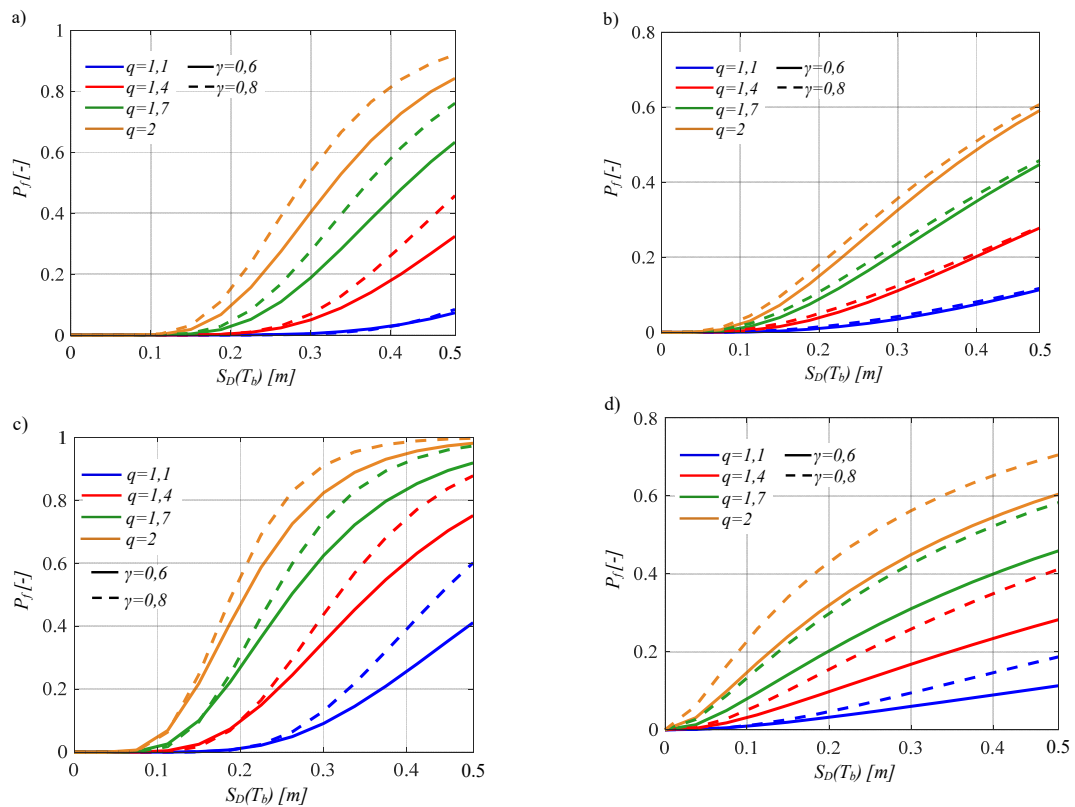 a)
1
0.8
0.6
0.4
0.2
0
P_f [-]
q=1,1
q=1,4
q=1,7
q=2
γ=0,6
γ=0,8
0 0.1 0.2 0.3 0.4 0.5
S_D(T_b) [m]
b)
0.8
0.6
0.4
0.2
0
P_f [-]
q=1,1
q=1,4
q=1,7
q=2
γ=0,6
γ=0,8
0 0.1 0.2 0.3 0.4 0.5
S_D(T_b) [m]
c)
1
0.8
0.6
0.4
0.2
0
P_f [-]
q=1,1
q=1,4
q=1,7
q=2
γ=0,6
γ=0,8
0 0.1 0.2 0.3 0.4 0.5
S_D(T_b) [m]
d)
0.8
0.6
0.4
0.2
0
P_f [-]
q=1,1
q=1,4
q=1,7
q=2
γ=0,6
γ=0,8
0 0.1 0.2 0.3 0.4 0.5
S_D(T_b) [m]